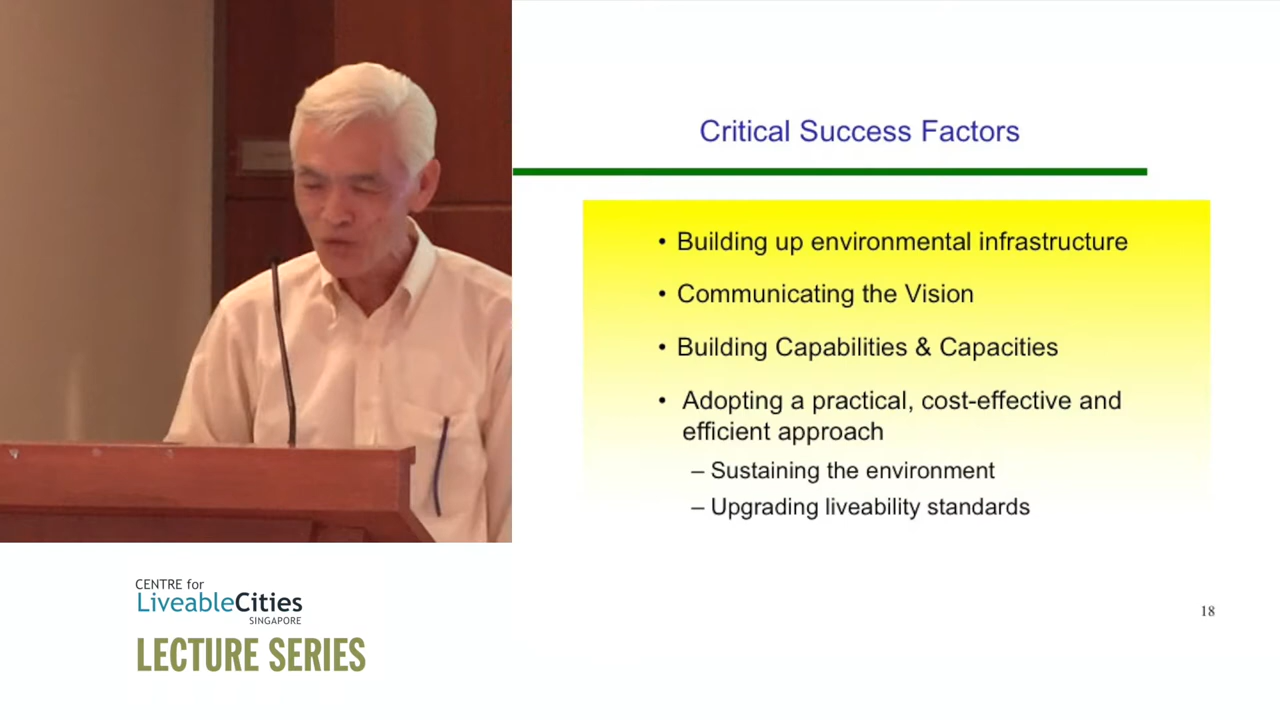 Critical Success Factors
• Building up environmental infrastructure
• Communicating the Vision
• Building Capabilities & Capacities
• Adopting a practical, cost-effective and
efficient approach
– Sustaining the environment
– Upgrading liveability standards
18
CENTRE for
LiveableCities
SINGAPORE
LECTURE SERIES